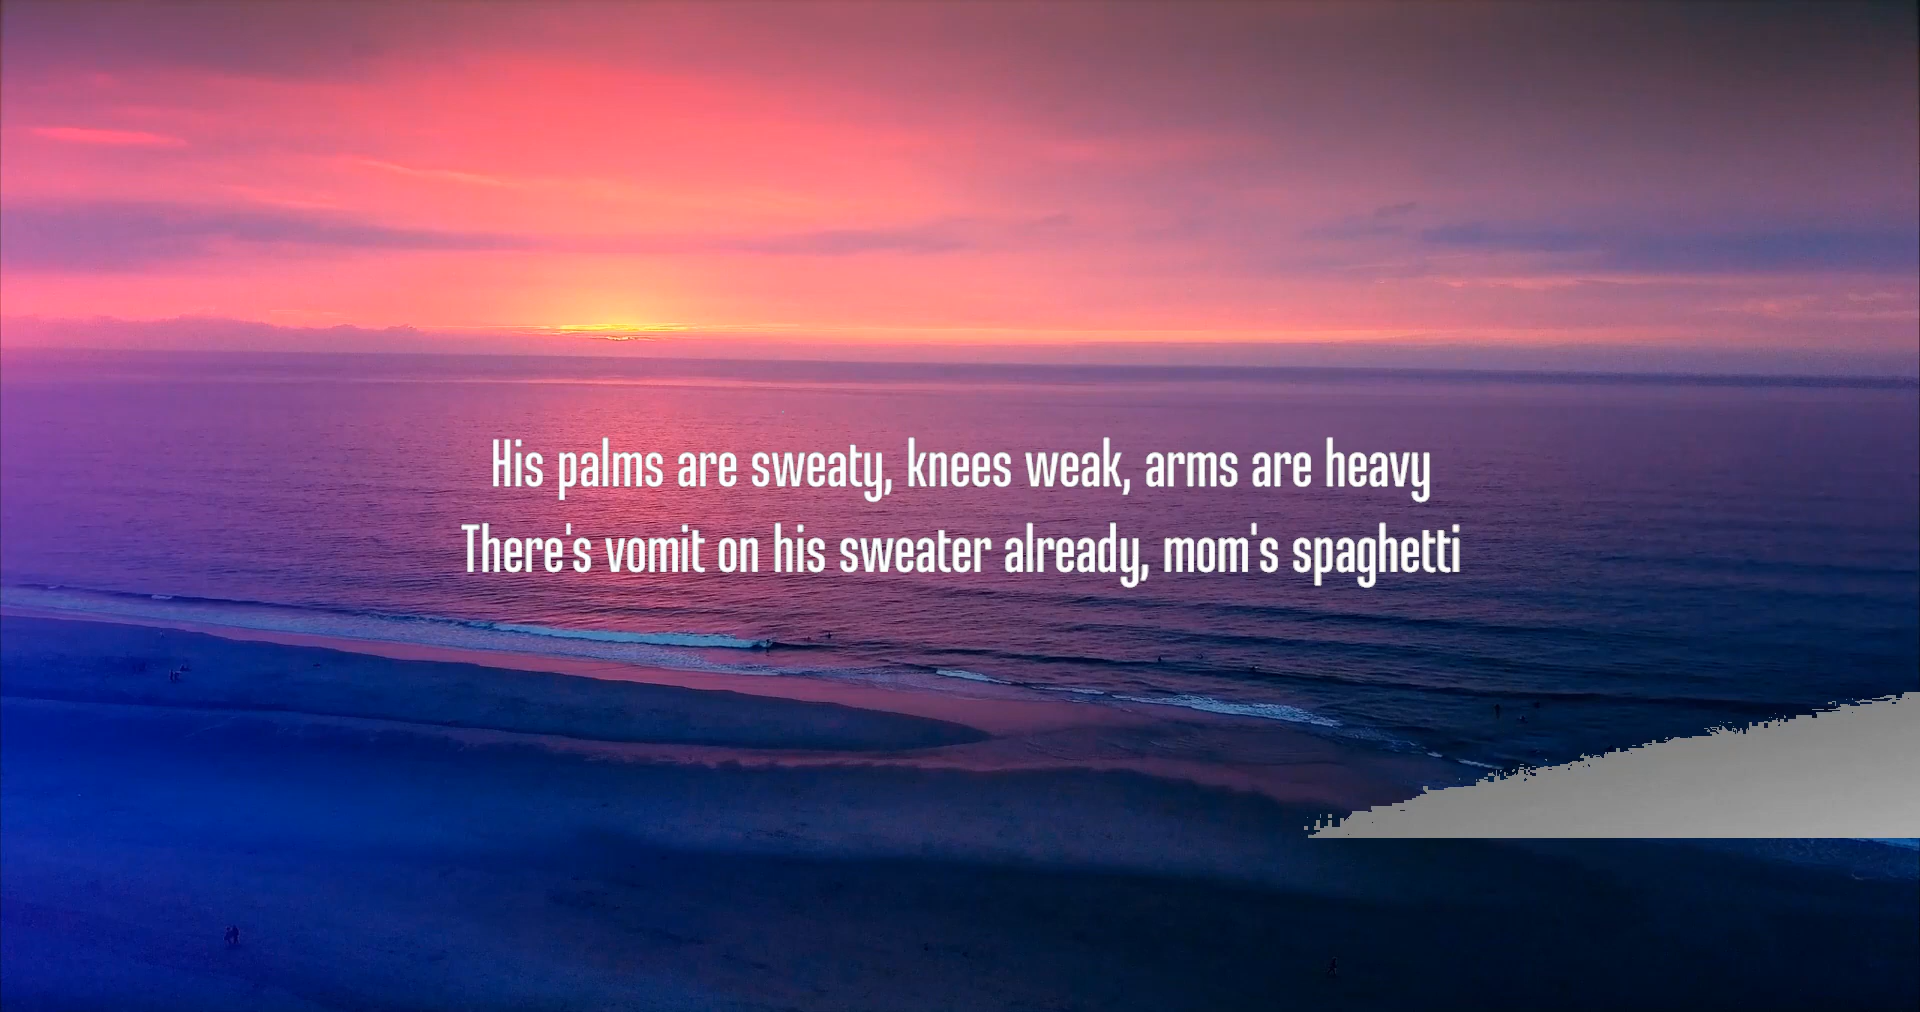 His palms are sweaty, knees weak, arms are heavy
There's vomit on his sweater already, mom's spaghetti